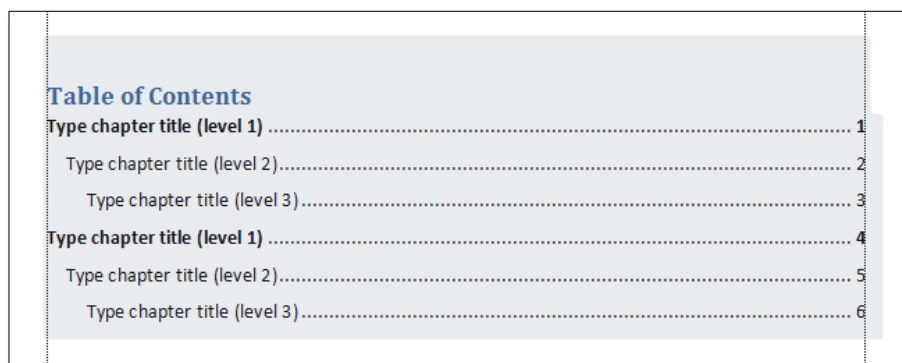 Table of Contents
Type chapter title (level 1) ........................................................................................................ 1
Type chapter title (level 2)...................................................................................................... 2
Type chapter title (level 3).................................................................................................. 3
Type chapter title (level 1) ........................................................................................................ 4
Type chapter title (level 2)...................................................................................................... 5
Type chapter title (level 3).................................................................................................. 6